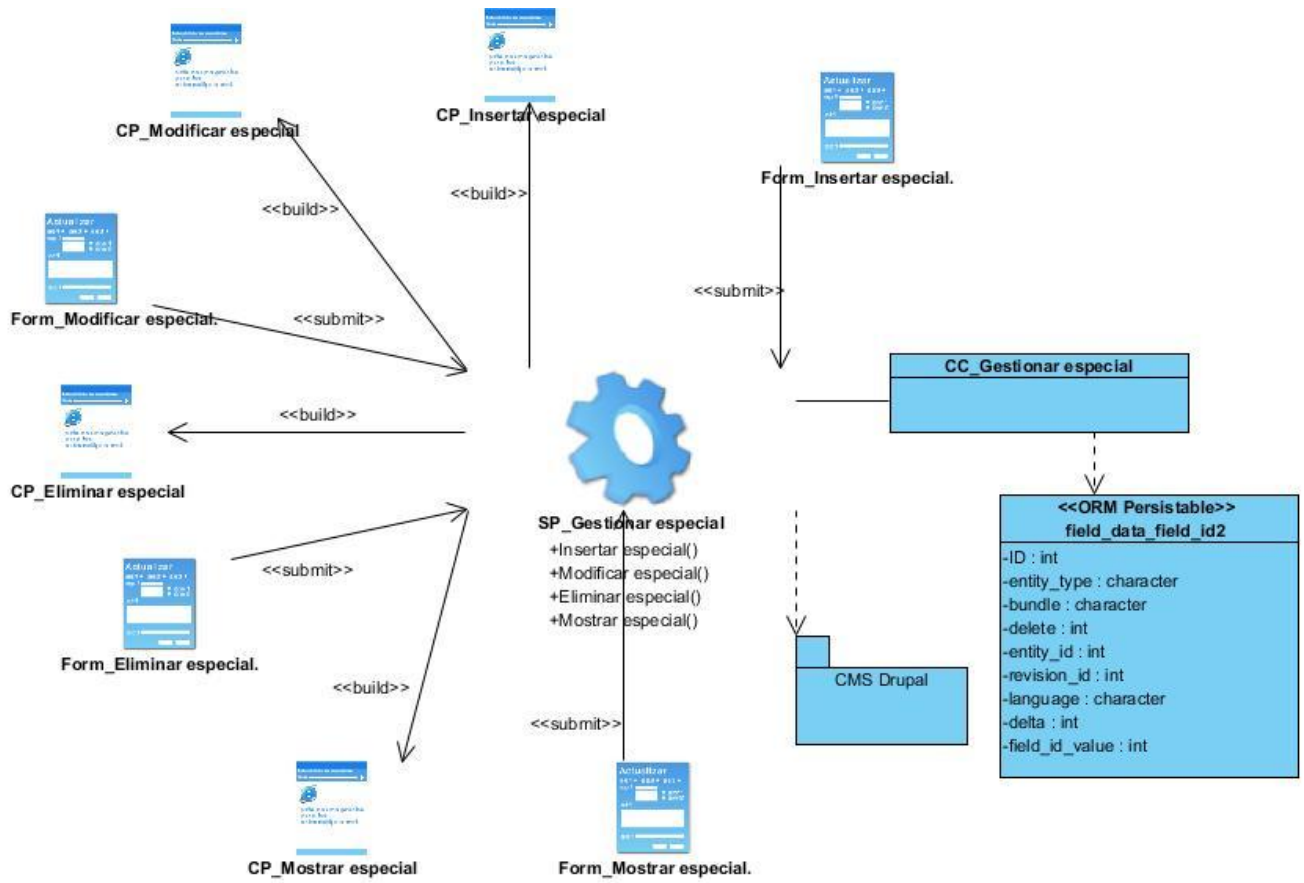 CP_Modificar especial
CP_Insertar especial
Actualizar
Form_Insertar especial.
<<build>>
<<build>>
Actualizar
Form_Modificar especial.
<<submit>>
<<submit>>
CC_Gestionar especial
<<build>>
CP_Eliminar especial
<<ORM Persistable>>
field_data_field_id2
-ID : int
-entity_type : character
-bundle : character
-delete : int
-entity_id : int
-revision_id : int
-language : character
-delta : int
-field_id_value : int
SP_Gestionar especial
+Insertar especial()
+Modificar especial()
+Eliminar especial()
+Mostrar especial()
Actualizar
<<submit>>
Form_Eliminar especial.
CMS Drupal
<<build>>
<<submit>>
Actualizar
CP_Mostrar especial
Form_Mostrar especial.